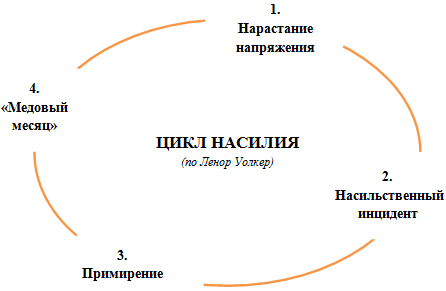 1.
Нарастание
напряжения
2.
Насильственный
инцидент
3.
Примирение
4.
«Медовый
месяц»
ЦИКЛ НАСИЛИЯ
(по Ленор Уолкер)